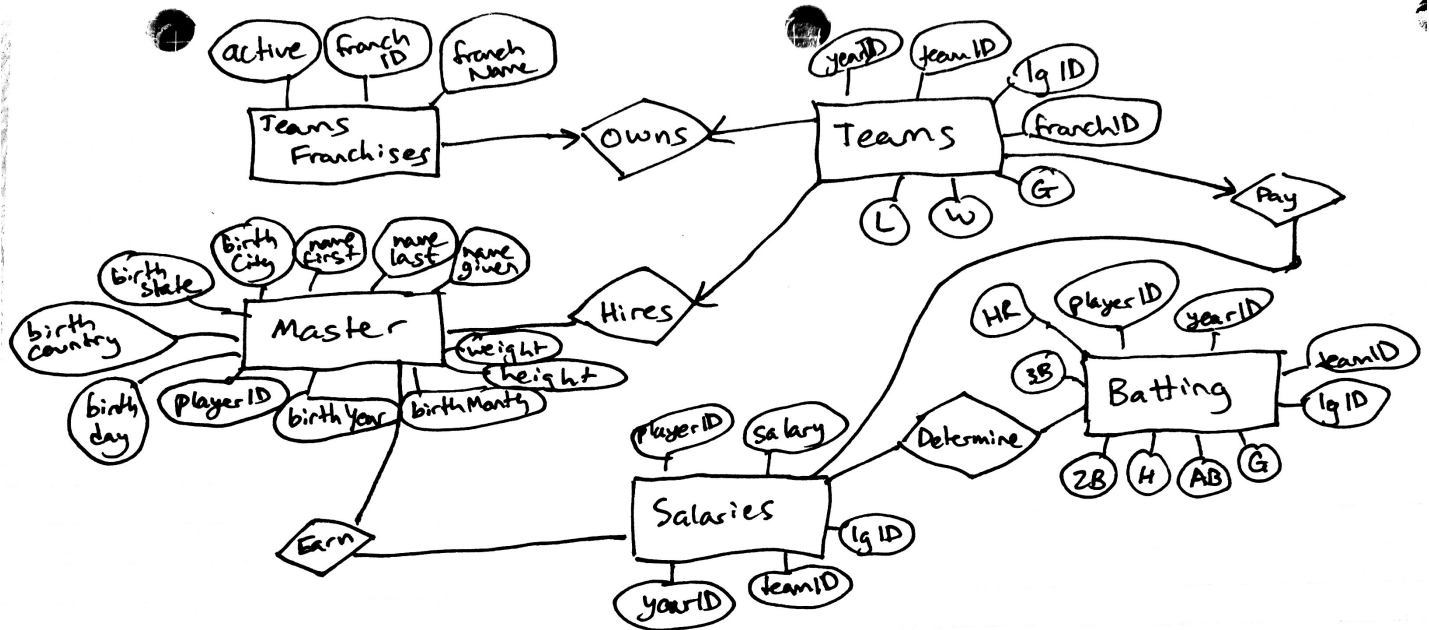 active
franch
ID
franch
Name
Teams
Franchises
Owns
yearID
teamID
lgID
franchID
Teams
L
W
G
Pay
birth
City
name
first
name
last
name
given
birth
state
birth
country
birth
day
playerID
birthYear
birthMonth
height
weight
Master
Hires
HR
playerID
yearID
teamID
lgID
3B
Batting
2B
H
AB
G
Determine
playerID
salary
Salaries
lgID
yearID
teamID
Earn